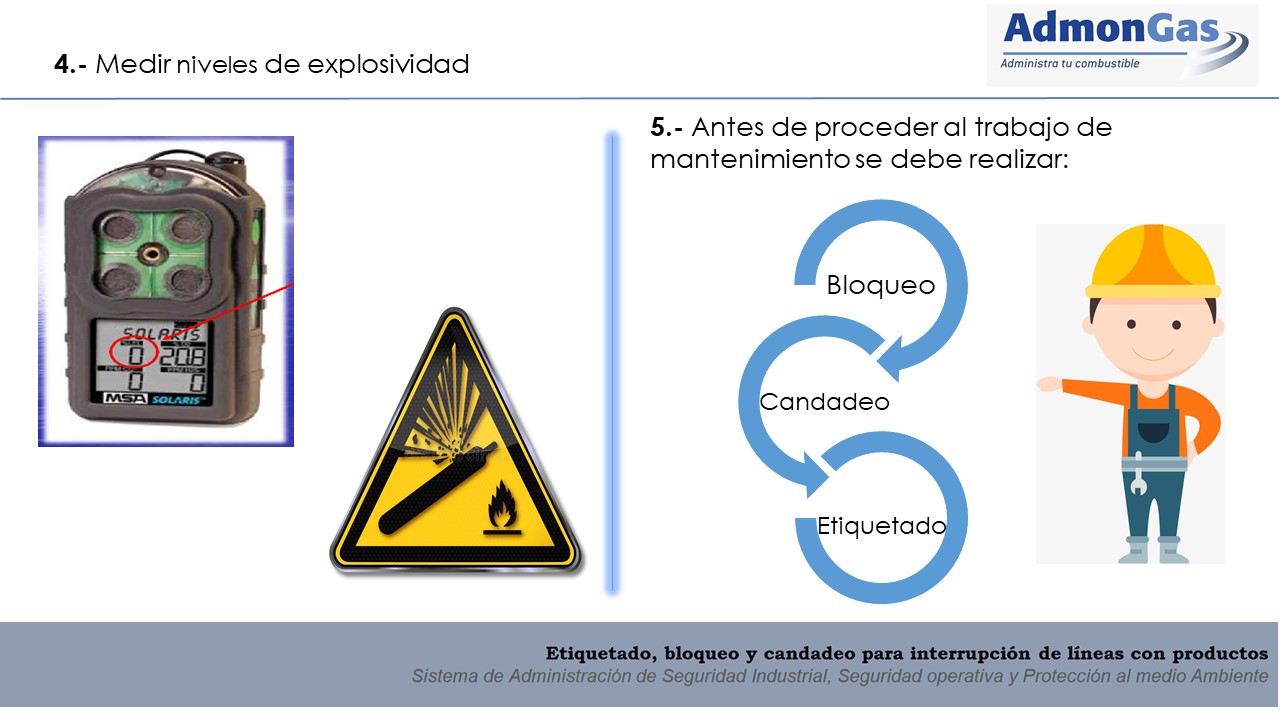 4.- Medir niveles de explosividad
AdmonGas
Administra tu combustible
SOLARIS
0 20.8
0 0
MSA SOLARIS
5.- Antes de proceder al trabajo de
mantenimiento se debe realizar:
Bloqueo
Candadeo
Etiquetado
Etiquetado, bloqueo y candadeo para interrupción de líneas con productos
Sistema de Administración de Seguridad Industrial, Seguridad operativa y Protección al medio Ambiente